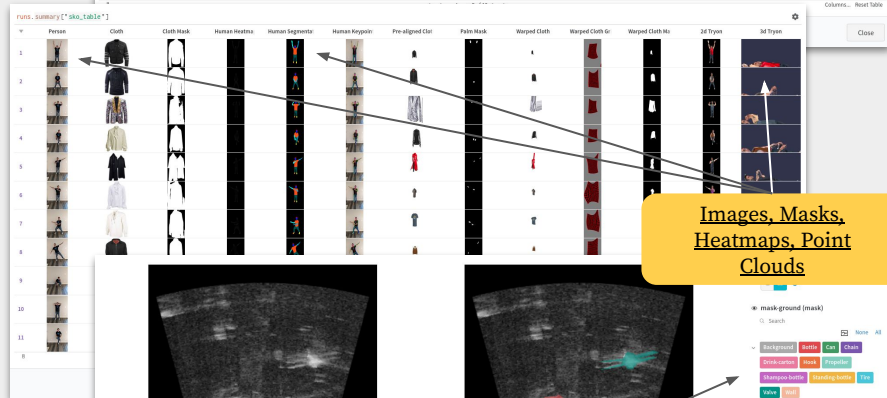 Columns... Reset Table
runs.summary["sko_table"]
Close
Person Cloth Cloth Mask Human Heatma Human Segmenta Human Keypoin Pre-aligned Clot Palm Mask Warped Cloth Warped Cloth Gr Warped Cloth Ma 2d Tryon 3d Tryon
1
2
3
4
5
6
7
8
9
10
11
Images, Masks,
Heatmaps, Point
Clouds
mask-ground (mask)
Search
None All
Background Bottle Can Chain
Drink-carton Hook Propeller
Shampoo-bottle Standing-bottle Tire
Valve Wall